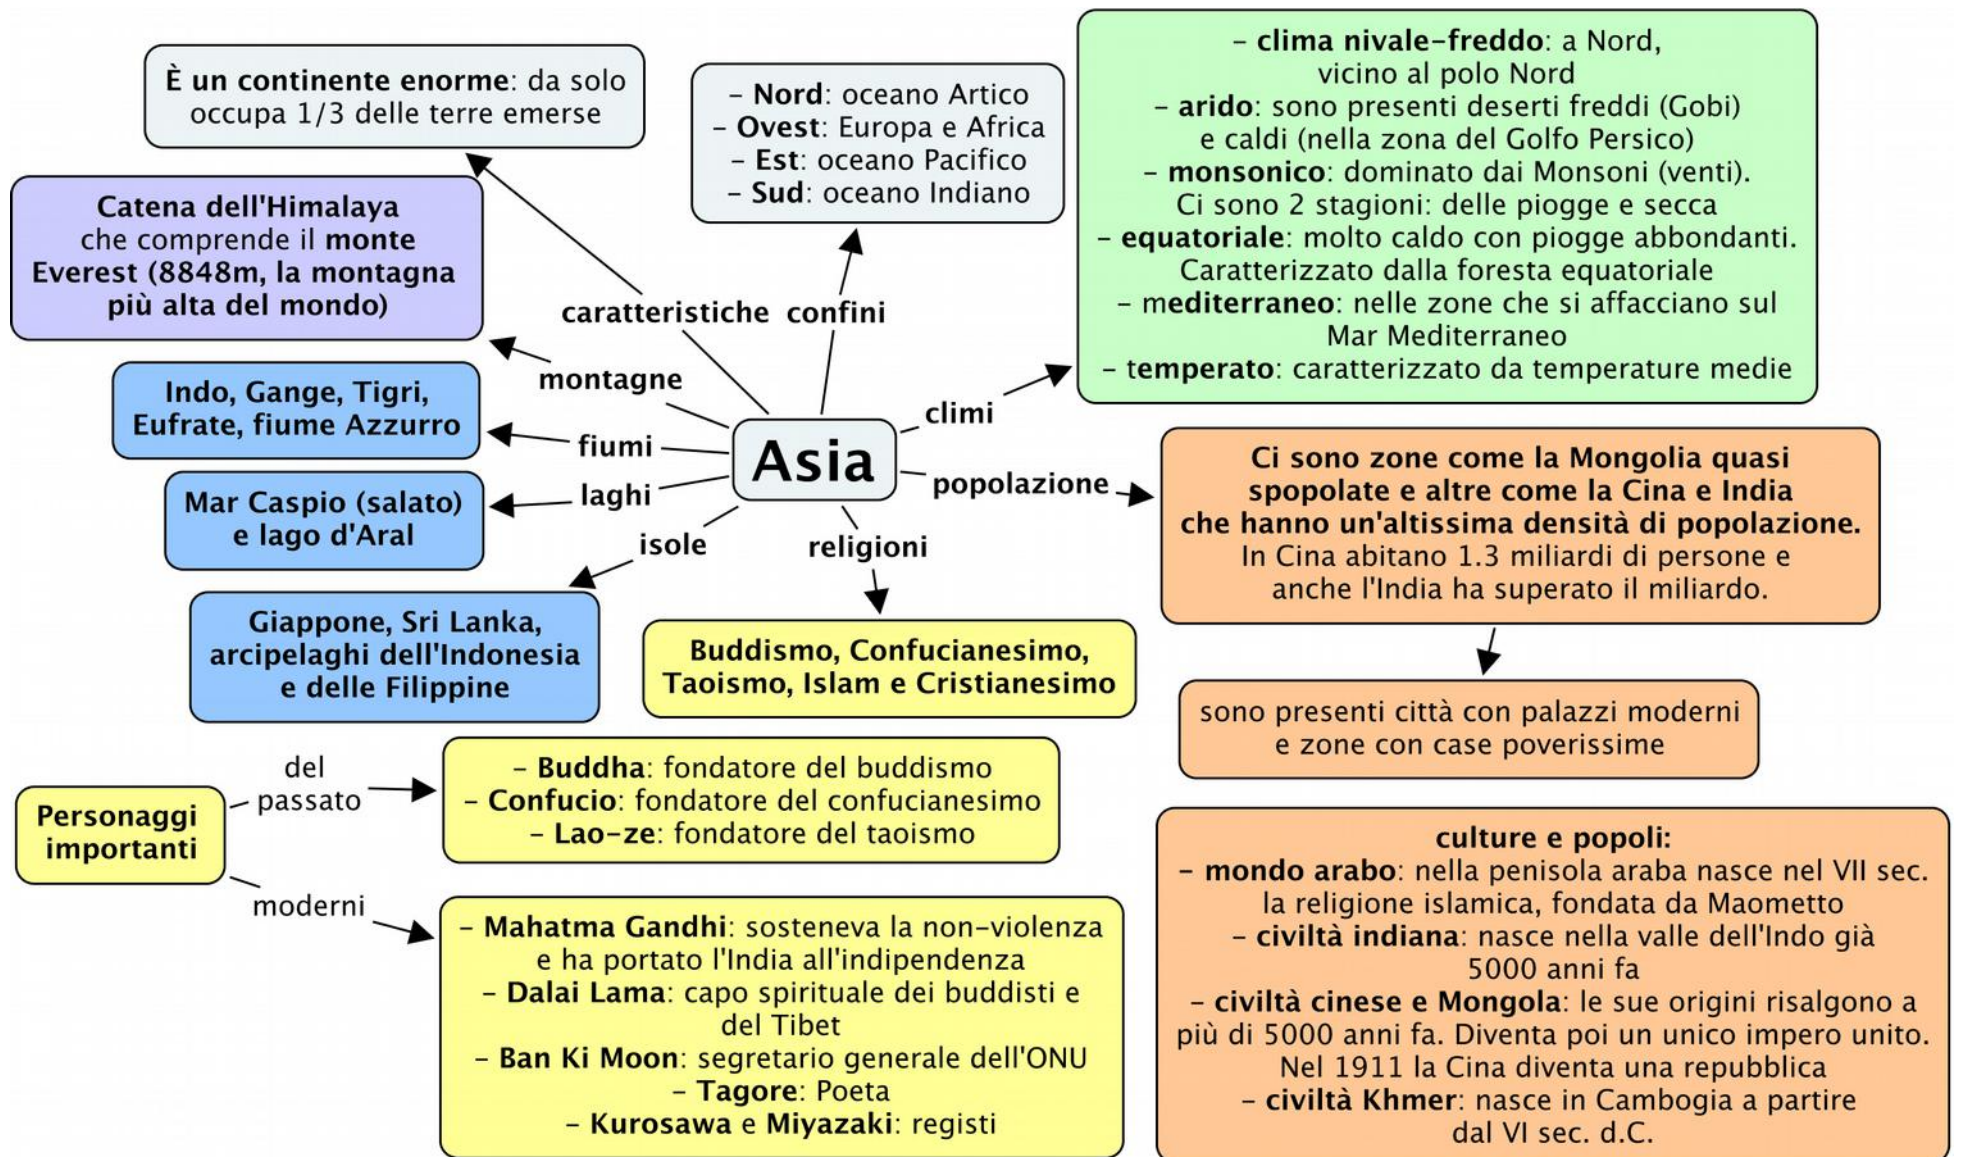 È un continente enorme: da solo
occupa 1/3 delle terre emerse
– Nord: oceano Artico
– Ovest: Europa e Africa
– Est: oceano Pacifico
– Sud: oceano Indiano
– clima nivale-freddo: a Nord,
vicino al polo Nord
– arido: sono presenti deserti freddi (Gobi)
e caldi (nella zona del Golfo Persico)
– monsonico: dominato dai Monsoni (venti).
Ci sono 2 stagioni: delle piogge e secca
– equatoriale: molto caldo con piogge abbondanti.
Caratterizzato dalla foresta equatoriale
– mediterraneo: nelle zone che si affacciano sul
Mar Mediterraneo
– temperato: caratterizzato da temperature medie
Catena dell'Himalaya
che comprende il monte
Everest (8848m, la montagna
più alta del mondo)
caratteristiche
confini
montagne
climi
Indo, Gange, Tigri,
Eufrate, fiume Azzurro
fiumi
Asia
popolazione
Ci sono zone come la Mongolia quasi
spopolate e altre come la Cina e India
che hanno un'altissima densità di popolazione.
In Cina abitano 1.3 miliardi di persone e
anche l'India ha superato il miliardo.
Mar Caspio (salato)
e lago d'Aral
laghi
isole
religioni
Giappone, Sri Lanka,
arcipelaghi dell'Indonesia
e delle Filippine
Buddismo, Confucianesimo,
Taoismo, Islam e Cristianesimo
sono presenti città con palazzi moderni
e zone con case poverissime
Personaggi
importanti
del
passato
– Buddha: fondatore del buddismo
– Confucio: fondatore del confucianesimo
– Lao-ze: fondatore del taoismo
moderni
– Mahatma Gandhi: sosteneva la non-violenza
e ha portato l'India all'indipendenza
– Dalai Lama: capo spirituale dei buddisti e
del Tibet
– Ban Ki Moon: segretario generale dell'ONU
– Tagore: Poeta
– Kurosawa e Miyazaki: registi
culture e popoli:
– mondo arabo: nella penisola araba nasce nel VII sec.
la religione islamica, fondata da Maometto
– civiltà indiana: nasce nella valle dell'Indo già
5000 anni fa
– civiltà cinese e Mongola: le sue origini risalgono a
più di 5000 anni fa. Diventa poi un unico impero unito.
Nel 1911 la Cina diventa una repubblica
– civiltà Khmer: nasce in Cambogia a partire
dal VI sec. d.C.